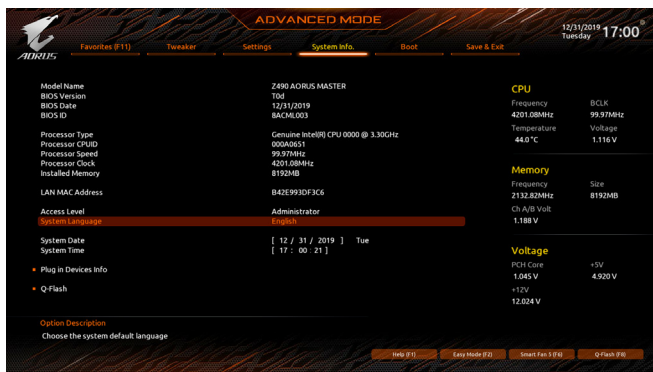 ADVANCED MODE
12/31/2019 Tuesday 17:00
AORUS
Favorites (F11) Tweaker Settings System Info. Boot Save & Exit
Model Name Z490 AORUS MASTER
BIOS Version T0d
BIOS Date 12/31/2019
BIOS ID 8ACML003
Processor Type Genuine Intel(R) CPU 0000 @ 3.30GHz
Processor CPUID 000A0651
Processor Speed 99.97MHz
Processor Clock 4201.08MHz
Installed Memory 8192MB
LAN MAC Address B42E993DF3C6
Access Level Administrator
System Language English
System Date [ 12 / 31 / 2019 ] Tue
System Time [ 17 : 00 : 21 ]
Plug in Devices Info
Q-Flash
Option Description
Choose the system default language
CPU
Frequency BCLK
4201.08MHz 99.97MHz
Temperature Voltage
44.0 °C 1.116 V
Memory
Frequency Size
2132.82MHz 8192MB
Ch A/B Volt
1.188 V
Voltage
PCH Core +5V
1.045 V 4.920 V
+12V
12.024 V
Help (F1) Easy Mode (F2) Smart Fan 5 (F6) Q-Flash (F8)